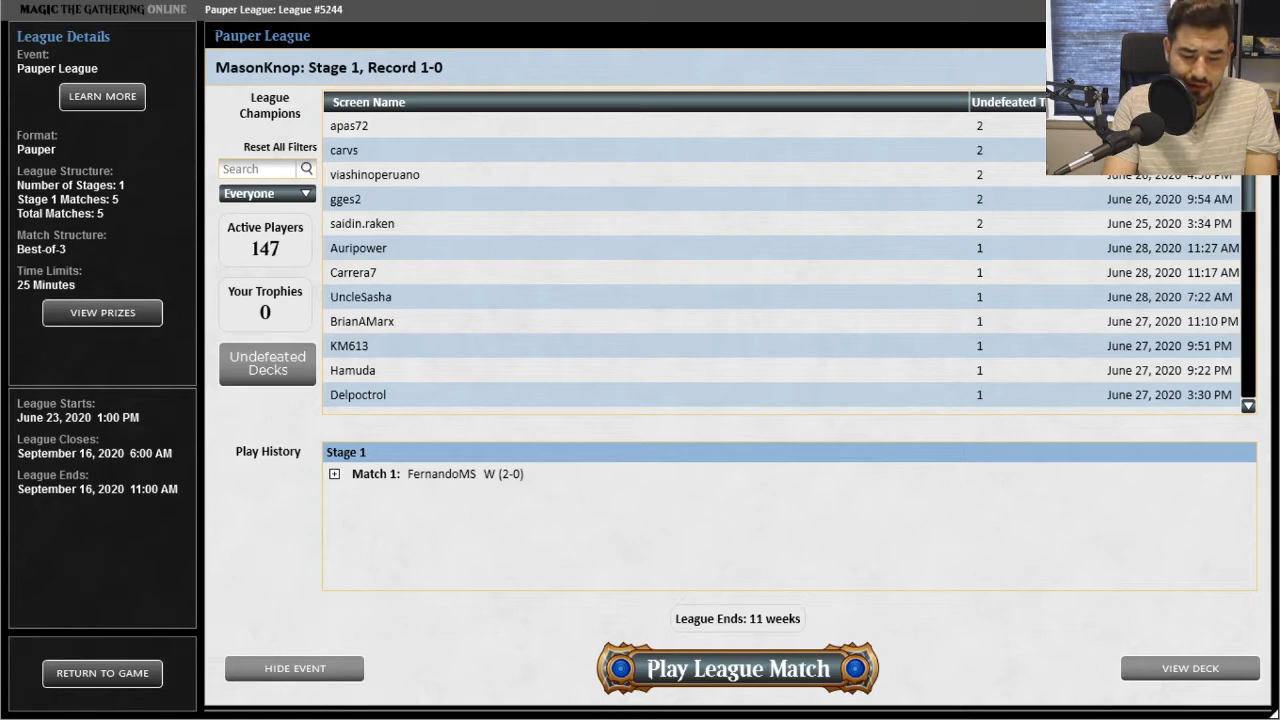 MAGIC THE GATHERING ONLINE
Pauper League: League #5244
League Details
Event:
Pauper League
LEARN MORE
Format:
Pauper
League Structure:
Number of Stages: 1
Stage 1 Matches: 5
Total Matches: 5
Match Structure:
Best-of-3
Time Limits:
25 Minutes
VIEW PRIZES
League Starts:
June 23, 2020 1:00 PM
League Closes:
September 16, 2020 6:00 AM
League Ends:
September 16, 2020 11:00 AM
RETURN TO GAME
Pauper League
MasonKnop: Stage 1, Record 1-0
League
Champions
Reset All Filters
Search
Everyone
Active Players
147
Your Trophies
0
Undefeated
Decks
Screen Name Undefeated T
apas72 2
carvs 2
viashinoperuano 2
gges2 2 June 26, 2020 9:54 AM
saidin.raken 2 June 25, 2020 3:34 PM
Auripower 1 June 28, 2020 11:27 AM
Carrera7 1 June 28, 2020 11:17 AM
UncleSasha 1 June 28, 2020 7:22 AM
BrianAMarx 1 June 27, 2020 11:10 PM
KM613 1 June 27, 2020 9:51 PM
Hamuda 1 June 27, 2020 9:22 PM
Delpoctrol 1 June 27, 2020 3:30 PM
Play History
Stage 1
Match 1: FernandoMS W (2-0)
League Ends: 11 weeks
HIDE EVENT
Play League Match
VIEW DECK